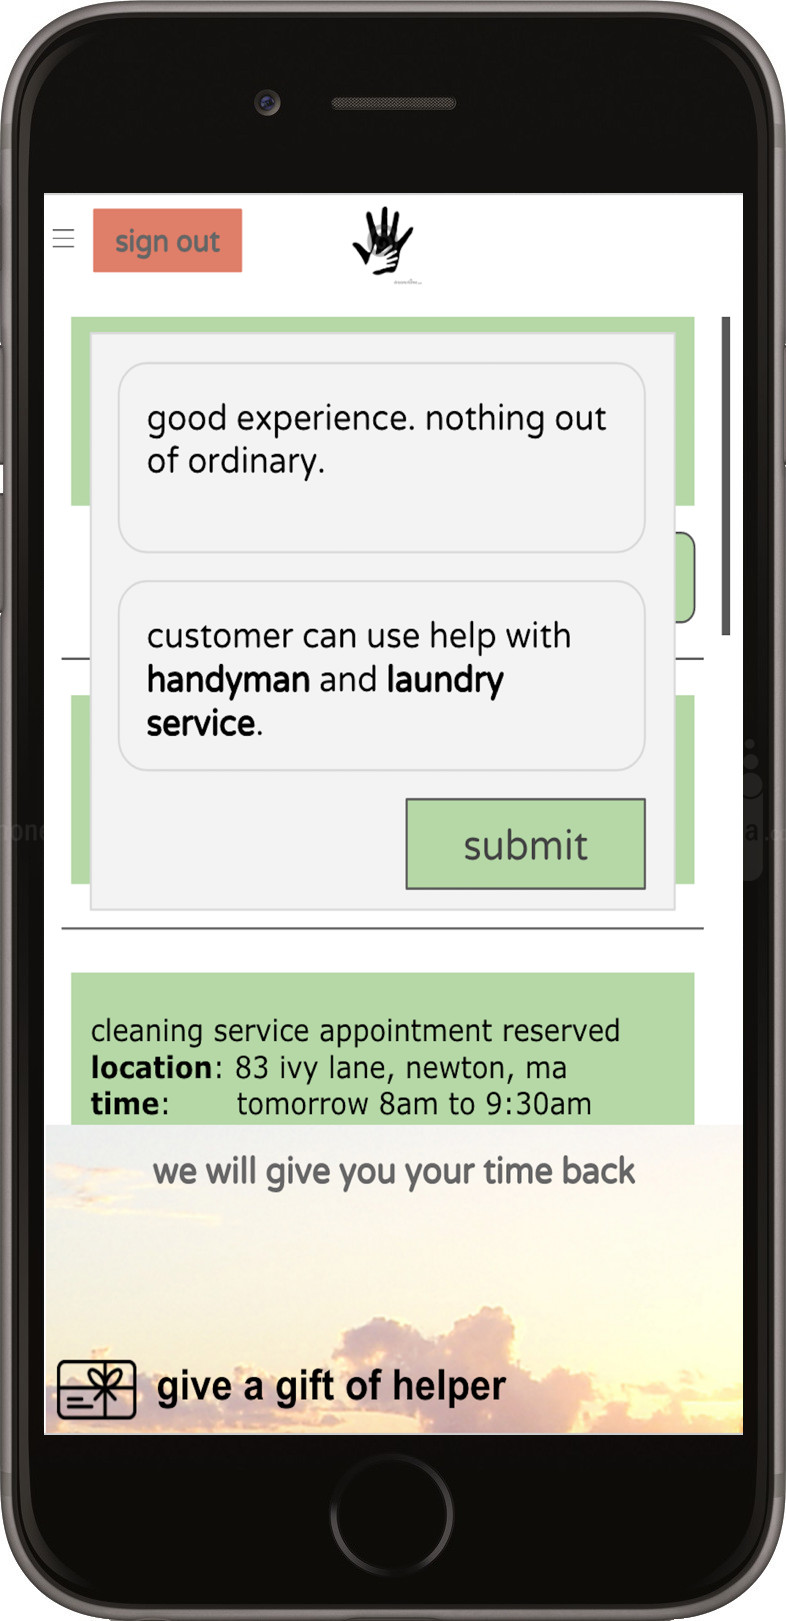 sign out
good experience. nothing out
of ordinary.
customer can use help with
handyman and laundry
service.
submit
cleaning service appointment reserved
location: 83 ivy lane, newton, ma
time: tomorrow 8am to 9:30am
we will give you your time back
give a gift of helper